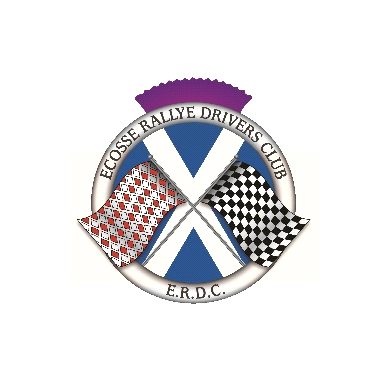 ECOSSE RALLYE DRIVERS CLUB
E.R.D.C.